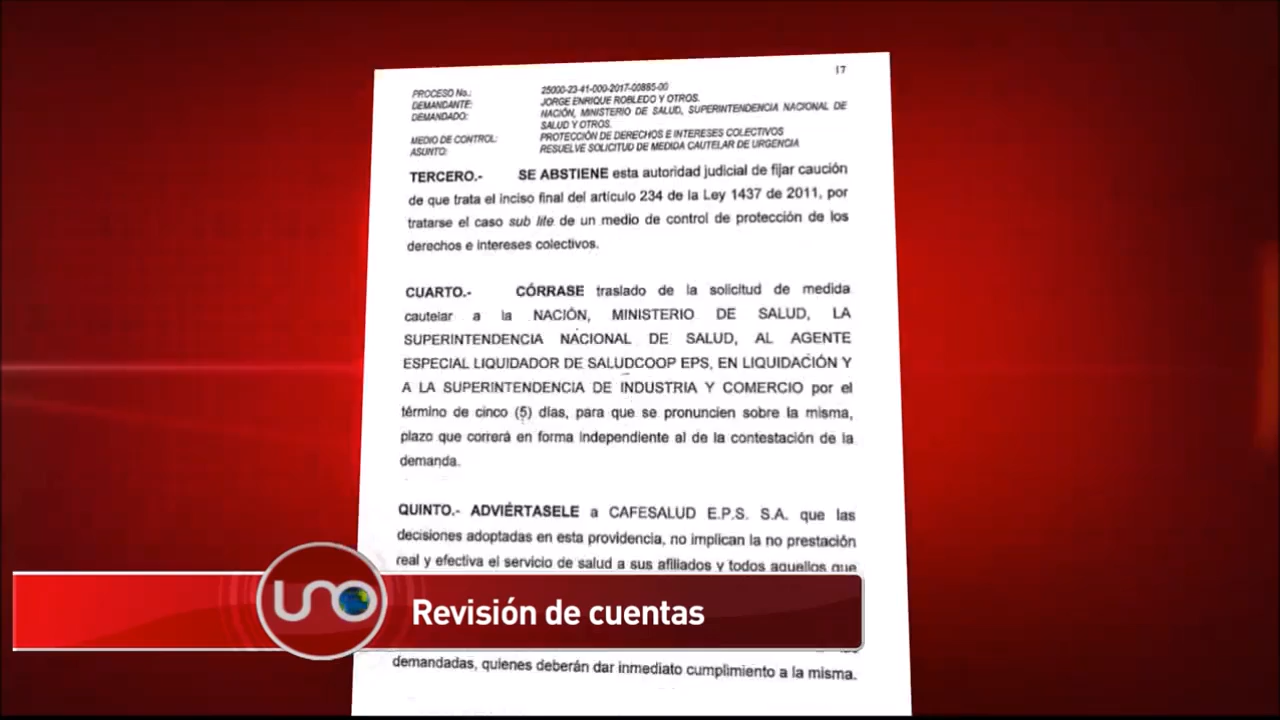 17
PROCESO No.: 25000-23-41-000-2017-00885-00
DEMANDANTE: JORGE ENRIQUE ROBLEDO Y OTROS.
DEMANDADO: NACIÓN, MINISTERIO DE SALUD, SUPERINTENDENCIA NACIONAL DE
SALUD Y OTROS.
MEDIO DE CONTROL: PROTECCIÓN DE DERECHOS E INTERESES COLECTIVOS
ASUNTO: RESUELVE SOLICITUD DE MEDIDA CAUTELAR DE URGENCIA
TERCERO.- SE ABSTIENE esta autoridad judicial de fijar caución
de que trata el inciso final del artículo 234 de la Ley 1437 de 2011, por
tratarse el caso sub lite de un medio de control de protección de los
derechos e intereses colectivos.
CUARTO.- CÓRRASE traslado de la solicitud de medida
cautelar a la NACIÓN, MINISTERIO DE SALUD, LA
SUPERINTENDENCIA NACIONAL DE SALUD, AL AGENTE
ESPECIAL LIQUIDADOR DE SALUDCOOP EPS, EN LIQUIDACIÓN Y
A LA SUPERINTENDENCIA DE INDUSTRIA Y COMERCIO por el
término de cinco (5) días, para que se pronuncien sobre la misma,
plazo que correrá en forma independiente al de la contestación de la
demanda.
QUINTO.- ADVIÉRTASELE a CAFESALUD E.P.S. S.A. que las
decisiones adoptadas en esta providencia, no implican la no prestación
real y efectiva el servicio de salud a sus afiliados y todos aquellos que
UNO
Revisión de cuentas
demandadas, quienes deberán dar inmediato cumplimiento a la misma.